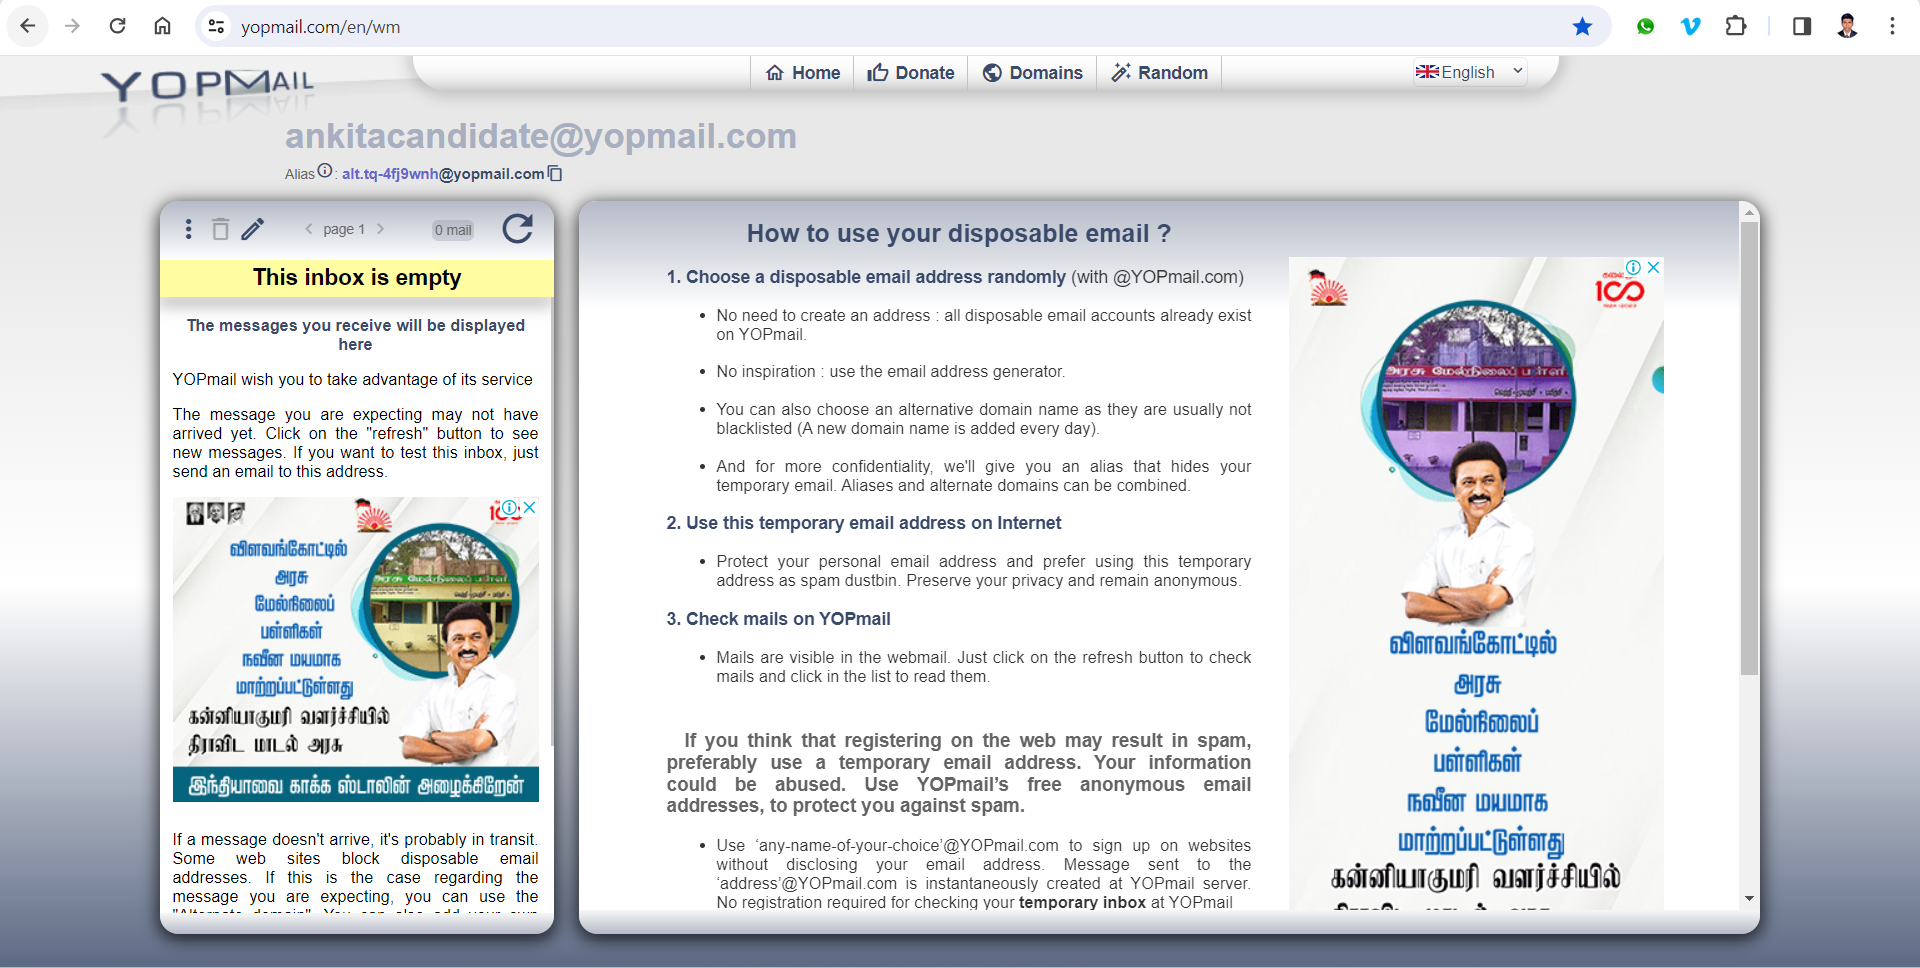 yopmail.com/en/wm
YOPMAIL
Home
Donate
Domains
Random
English
ankitacandidate@yopmail.com
Alias : alt.tq-4fj9wnh@yopmail.com
page 1
0 mail
This inbox is empty
The messages you receive will be displayed
here
YOPmail wish you to take advantage of its service
The message you are expecting may not have
arrived yet. Click on the "refresh" button to see
new messages. If you want to test this inbox, just
send an email to this address.
விளவங்கோட்டில்
அரசு
மேல்நிலைப்
பள்ளிகள்
நவீன மயமாக
மாற்றப்பட்டுள்ளது
கன்னியாகுமரி வளர்ச்சியில்
திராவிட மாடல் அரசு
இந்தியாவை காக்க ஸ்டாலின் அழைக்கிறேன்
If a message doesn't arrive, it's probably in transit.
Some web sites block disposable email
addresses. If this is the case regarding the
message you are expecting, you can use the
"Alternate domain". You can also add your own
How to use your disposable email ?
1. Choose a disposable email address randomly (with @YOPmail.com)
• No need to create an address : all disposable email accounts already exist
on YOPmail.
• No inspiration : use the email address generator.
• You can also choose an alternative domain name as they are usually not
blacklisted (A new domain name is added every day).
• And for more confidentiality, we'll give you an alias that hides your
temporary email. Aliases and alternate domains can be combined.
2. Use this temporary email address on Internet
• Protect your personal email address and prefer using this temporary
address as spam dustbin. Preserve your privacy and remain anonymous.
3. Check mails on YOPmail
• Mails are visible in the webmail. Just click on the refresh button to check
mails and click in the list to read them.
If you think that registering on the web may result in spam,
preferably use a temporary email address. Your information
could be abused. Use YOPmail’s free anonymous email
addresses, to protect you against spam.
• Use ‘any-name-of-your-choice’@YOPmail.com to sign up on websites
without disclosing your email address. Message sent to the
‘address’@YOPmail.com is instantaneously created at YOPmail server.
No registration required for checking your temporary inbox at YOPmail
100
அரசு மேல்நிலைப் பள்ளி
விளவங்கோட்டில்
அரசு
மேல்நிலைப்
பள்ளிகள்
நவீன மயமாக
மாற்றப்பட்டுள்ளது
கன்னியாகுமரி வளர்ச்சியில்
திராவிட மாடல் அரசு